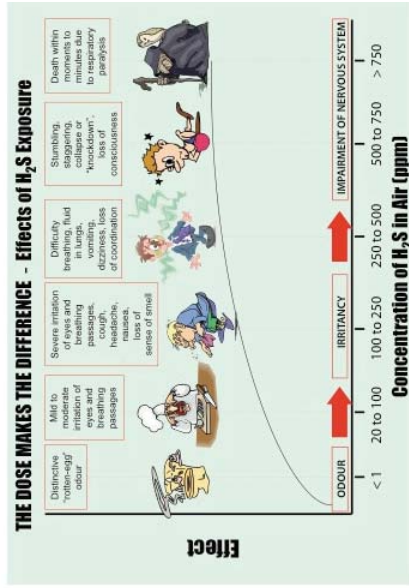 THE DOSE MAKES THE DIFFERENCE - Effects of H₂S Exposure
Distinctive
"rotten-egg"
odour
Mild to
moderate
irritation of
eyes and
breathing
passages
Severe irritation
of eyes and
breathing
passages,
cough,
headache,
nausea,
loss of
sense of smell
Difficulty
breathing, fluid
in lungs,
vomiting,
dizziness, loss
of coordination
Stumbling,
staggering,
collapse or
"knockdown",
loss of
consciousness
Death within
moments to
minutes due
to respiratory
paralysis
Effect
ODOUR
IRRITANCY
IMPAIRMENT OF NERVOUS SYSTEM
< 1
20 to 100
100 to 250
250 to 500
500 to 750
> 750
Concentration of H₂S in Air (ppm)